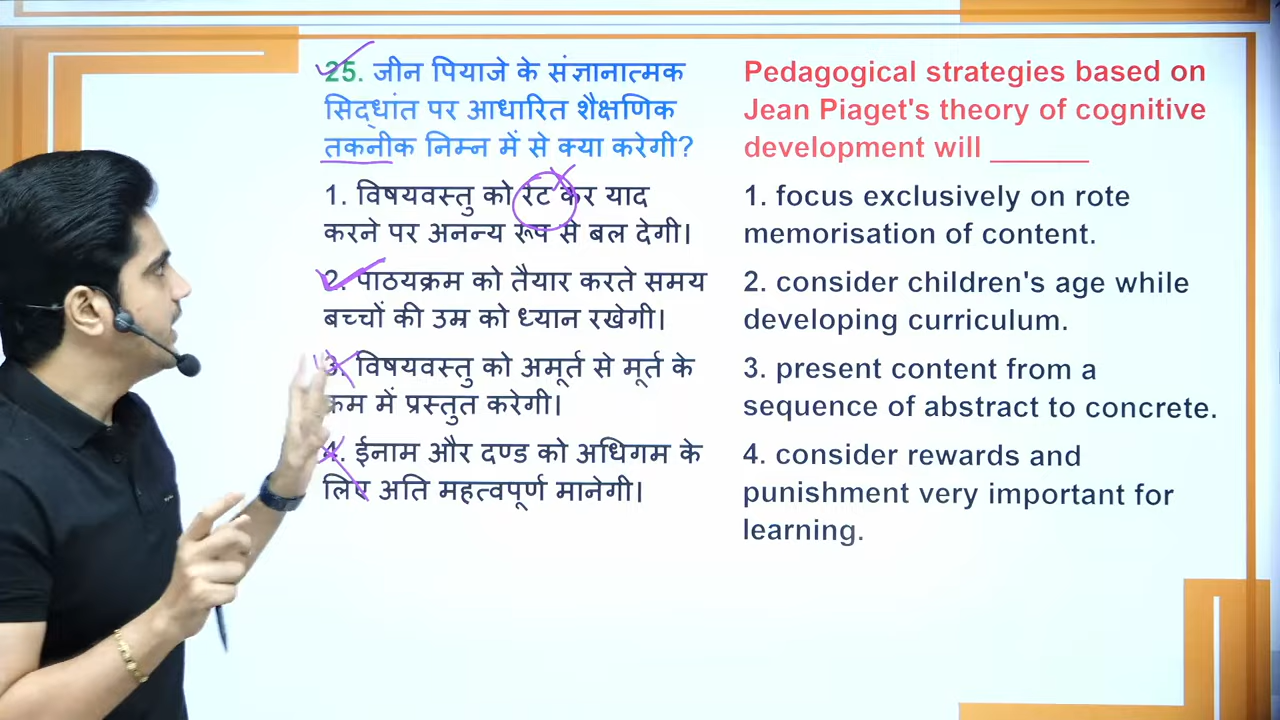 25. जीन पियाजे के संज्ञानात्मक
सिद्धांत पर आधारित शैक्षणिक
तकनीक निम्न में से क्या करेगी?
1. विषयवस्तु को रट कर याद
करने पर अनन्य रूप से बल देगी।
2. पाठयक्रम को तैयार करते समय
बच्चों की उम्र को ध्यान रखेगी।
3. विषयवस्तु को अमूर्त से मूर्त के
क्रम में प्रस्तुत करेगी।
4. ईनाम और दण्ड को अधिगम के
लिए अति महत्वपूर्ण मानेगी।
Pedagogical strategies based on
Jean Piaget's theory of cognitive
development will ______
1. focus exclusively on rote
memorisation of content.
2. consider children's age while
developing curriculum.
3. present content from a
sequence of abstract to concrete.
4. consider rewards and
punishment very important for
learning.